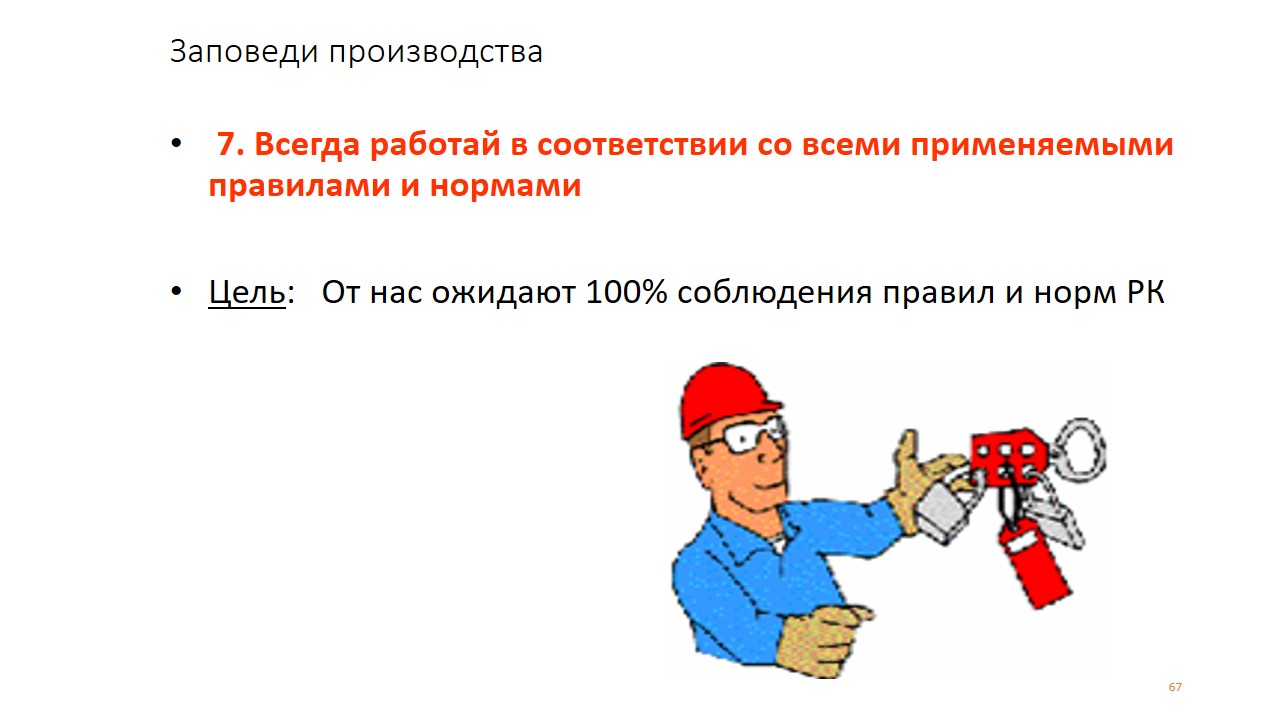 Заповеди производства
• 7. Всегда работай в соответствии со всеми применяемыми
правилами и нормами
• Цель: От нас ожидают 100% соблюдения правил и норм РК
67